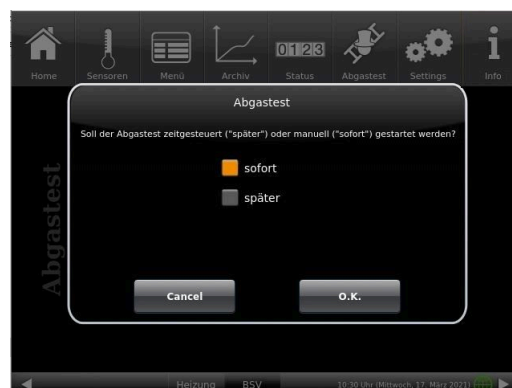 Home Sensoren Menü Archiv 0123 Status Abgastest Settings Info
Abgastest
Soll der Abgastest zeitgesteuert ("später") oder manuell ("sofort") gestartet werden?
sofort
später
Abgastest
Cancel O.K.
Heizung BSV 10:30 Uhr (Mittwoch, 17. März 2021)